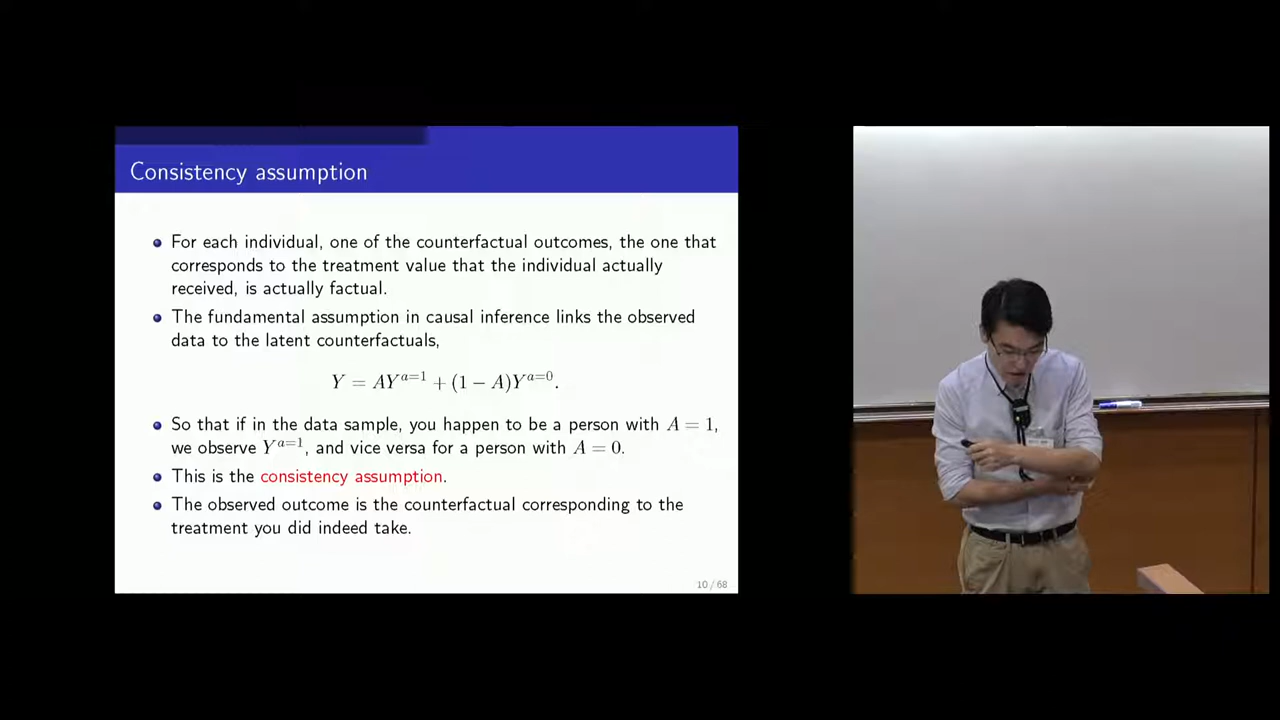 Consistency assumption
For each individual, one of the counterfactual outcomes, the one that
corresponds to the treatment value that the individual actually
received, is actually factual.
The fundamental assumption in causal inference links the observed
data to the latent counterfactuals,
Y = AY^{a=1} + (1 − A)Y^{a=0}.
So that if in the data sample, you happen to be a person with A = 1,
we observe Y^{a=1}, and vice versa for a person with A = 0.
This is the consistency assumption.
The observed outcome is the counterfactual corresponding to the
treatment you did indeed take.
10 / 68